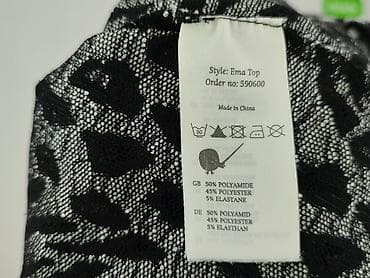 Style: Ema Top
Order no: 590600
Made in China
GB 50% POLYAMIDE
45% POLYESTER
5% ELASTANE
DE 50% POLYAMID
45% POLYESTER
5% ELASTHAN